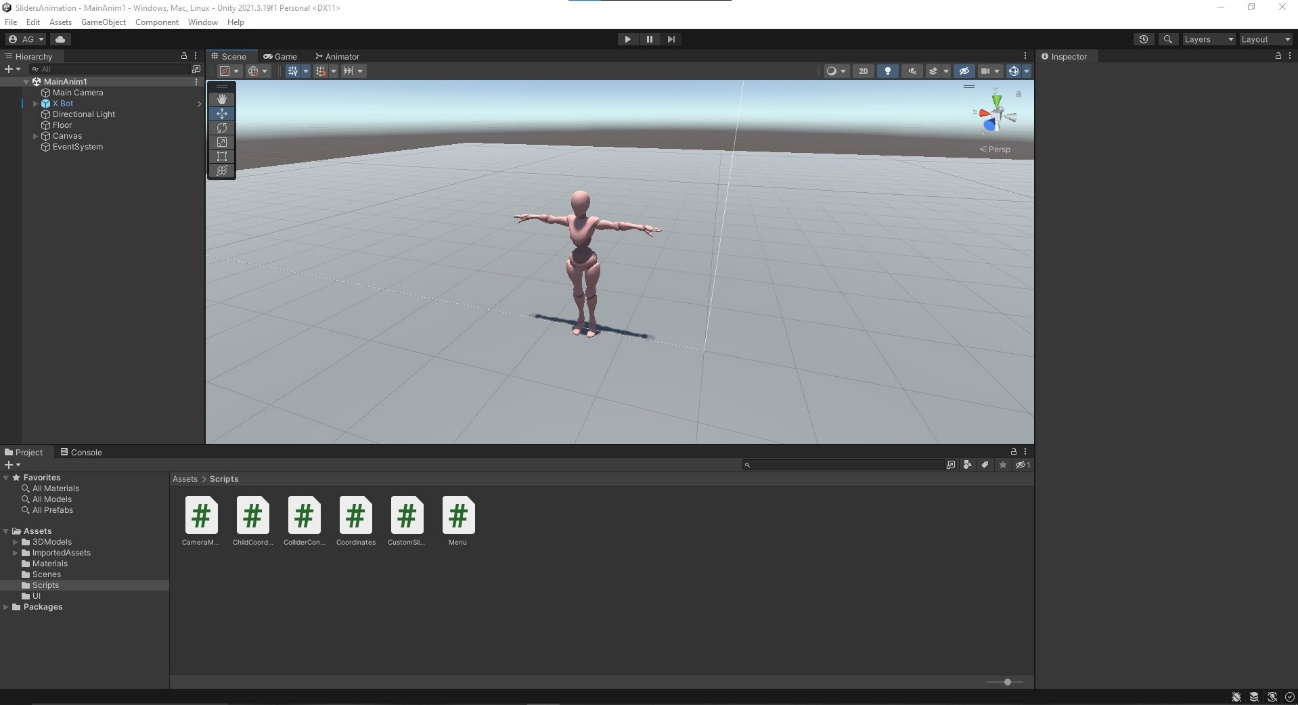 SlidersAnimation - MainAnim1 - Windows, Mac, Linux - Unity 2021.3.19f1 Personal <DX11>
File Edit Assets GameObject Component Window Help
AG Layers Layout
Hierarchy Scene Game Animator Inspector
All 2D
MainAnim1
Main Camera
X Bot
Directional Light
Floor
Canvas
EventSystem
y
Persp
Project Console
Favorites
All Materials
All Models
All Prefabs
Assets
3DModels
ImportedAssets
Materials
Scenes
Scripts
UI
Packages
Assets > Scripts
1
# # # # # #
CameraM... ChildCoord... ColliderCon... Coordinates CustomSli... Menu